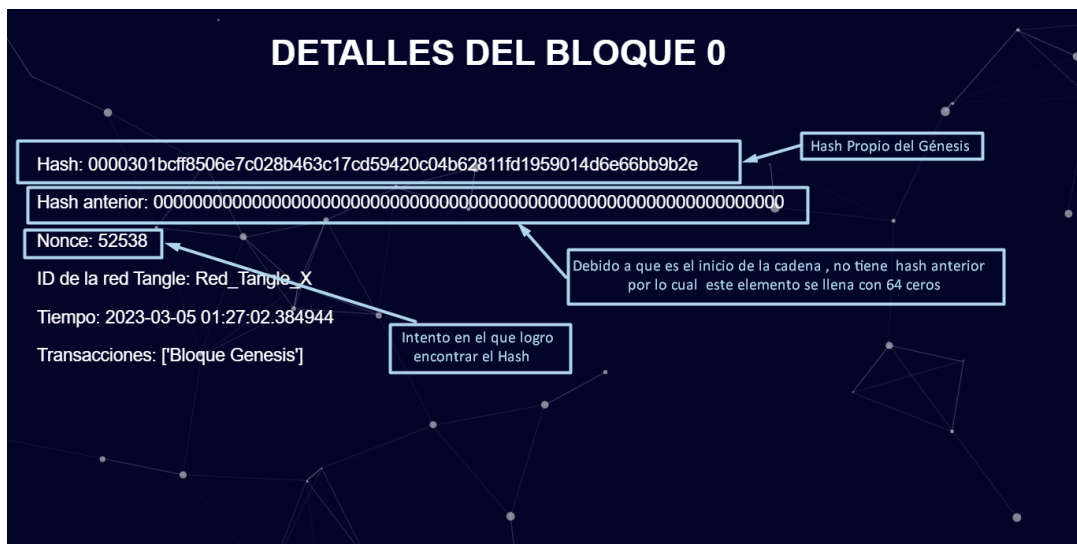 DETALLES DEL BLOQUE 0
Hash Propio del Génesis
Hash: 0000301bcff8506e7c028b463c17cd59420c04b62811fd1959014d6e66bb9b2e
Hash anterior: 0000000000000000000000000000000000000000000000000000000000000000
Nonce: 52538
Debido a que es el inicio de la cadena , no tiene hash anterior
por lo cual este elemento se llena con 64 ceros
ID de la red Tangle: Red_Tangle_X
Tiempo: 2023-03-05 01:27:02.384944
Intento en el que logro
encontrar el Hash
Transacciones: ['Bloque Genesis']